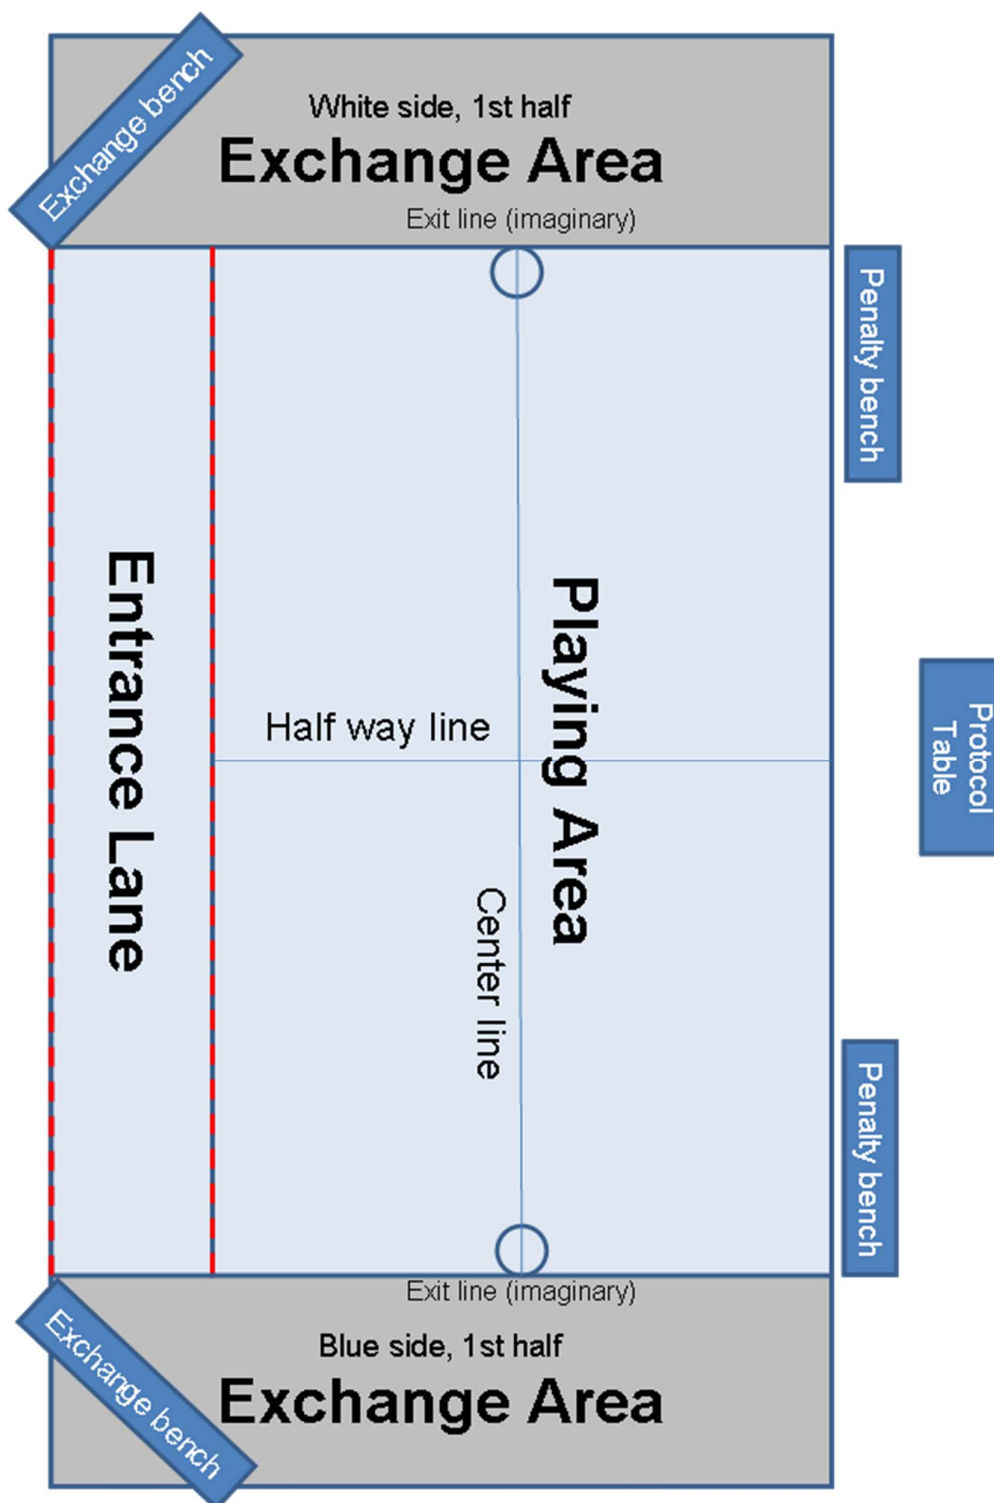 Exchange bench
White side, 1st half
Exchange Area
Exit line (imaginary)
Penalty bench
Entrance Lane
Half way line
Playing Area
Protocol
Table
Center line
Penalty bench
Exit line (imaginary)
Blue side, 1st half
Exchange Area
Exchange bench